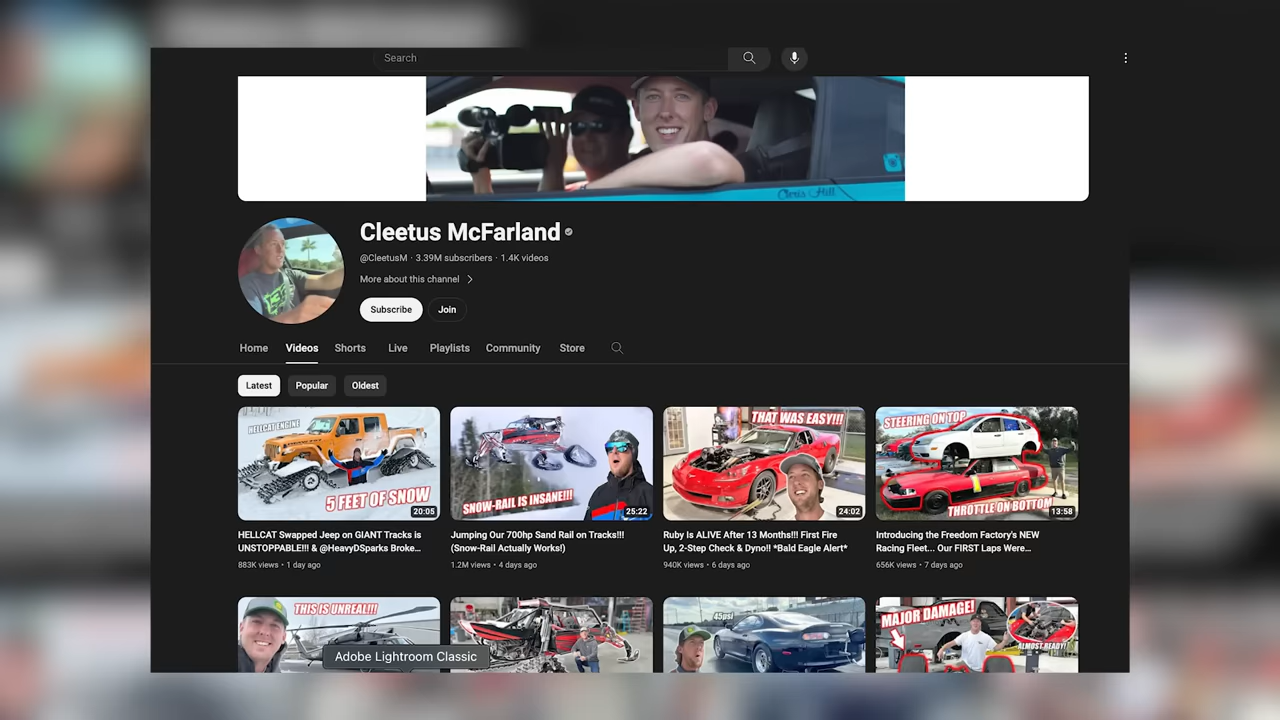 Search
Chris Hill
Cleetus McFarland
@CleetusM · 3.39M subscribers · 1.4K videos
More about this channel
Subscribe
Join
Home
Videos
Shorts
Live
Playlists
Community
Store
Latest
Popular
Oldest
HELLCAT ENGINE
5 FEET OF SNOW
20:05
SNOW-RAIL IS INSANE!!!
25:22
THAT WAS EASY!!!
24:02
STEERING ON TOP
THROTTLE ON BOTTOM
13:58
HELLCAT Swapped Jeep on GIANT Tracks is
UNSTOPPABLE!!! & @HeavyDSparks Broke...
883K views • 1 day ago
Jumping Our 700hp Sand Rail on Tracks!!!
(Snow-Rail Actually Works!)
1.2M views • 4 days ago
Ruby Is ALIVE After 13 Months!!! First Fire
Up, 2-Step Check & Dyno!! *Bald Eagle Alert*
940K views • 6 days ago
Introducing the Freedom Factory's NEW
Racing Fleet... Our FIRST Laps Were...
656K views • 7 days ago
THIS IS UNREAL!!!
45psi
MAJOR DAMAGE!
ALMOST READY!
Adobe Lightroom Classic